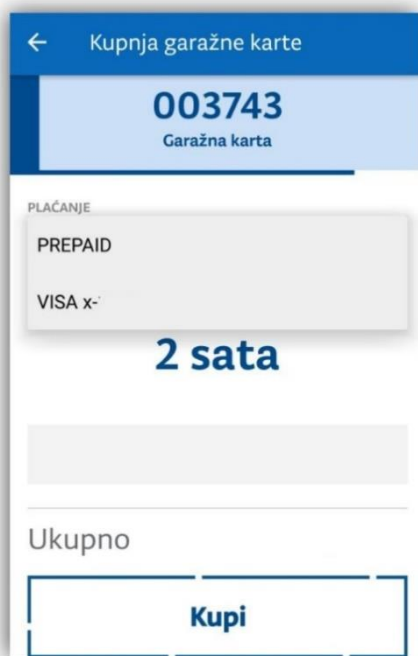 Kupnja garažne karte
003743
Garažna karta
PLAĆANJE
PREPAID
VISA x-
2 sata
Ukupno
Kupi